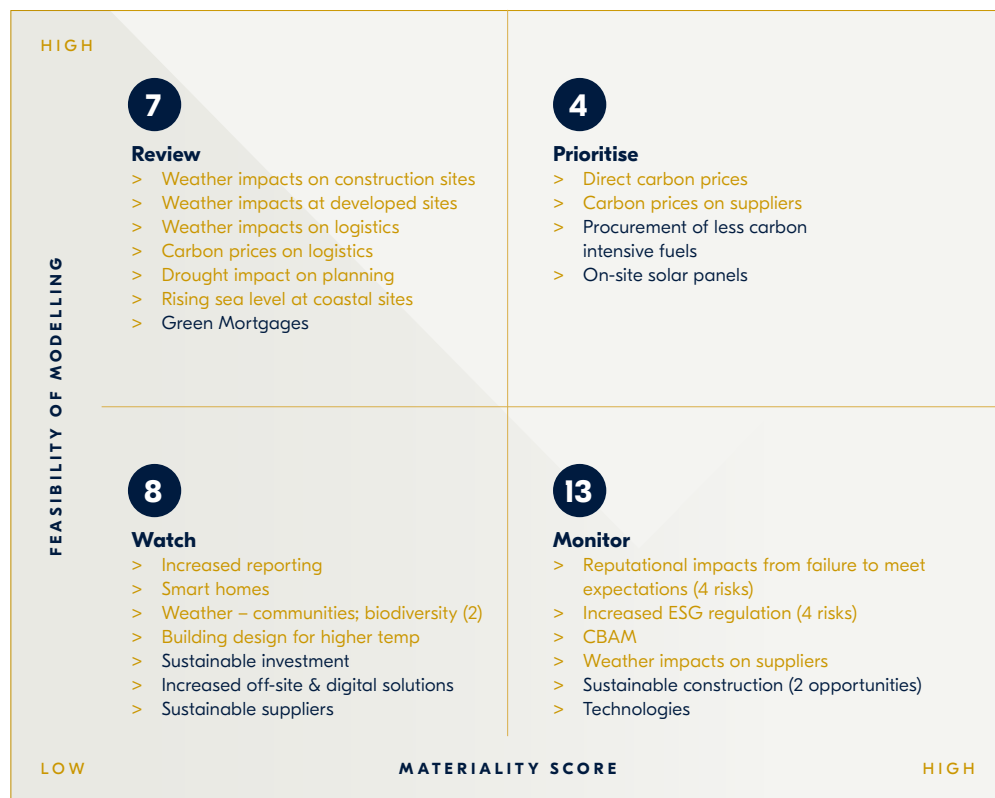 HIGH
7
Review
> Weather impacts on construction sites
> Weather impacts at developed sites
> Weather impacts on logistics
> Carbon prices on logistics
> Drought impact on planning
> Rising sea level at coastal sites
> Green Mortgages
4
Prioritise
> Direct carbon prices
> Carbon prices on suppliers
> Procurement of less carbon
intensive fuels
> On-site solar panels
FEASIBILITY OF MODELLING
8
Watch
> Increased reporting
> Smart homes
> Weather – communities; biodiversity (2)
> Building design for higher temp
> Sustainable investment
> Increased off-site & digital solutions
> Sustainable suppliers
13
Monitor
> Reputational impacts from failure to meet
expectations (4 risks)
> Increased ESG regulation (4 risks)
> CBAM
> Weather impacts on suppliers
> Sustainable construction (2 opportunities)
> Technologies
LOW
MATERIALITY SCORE
HIGH